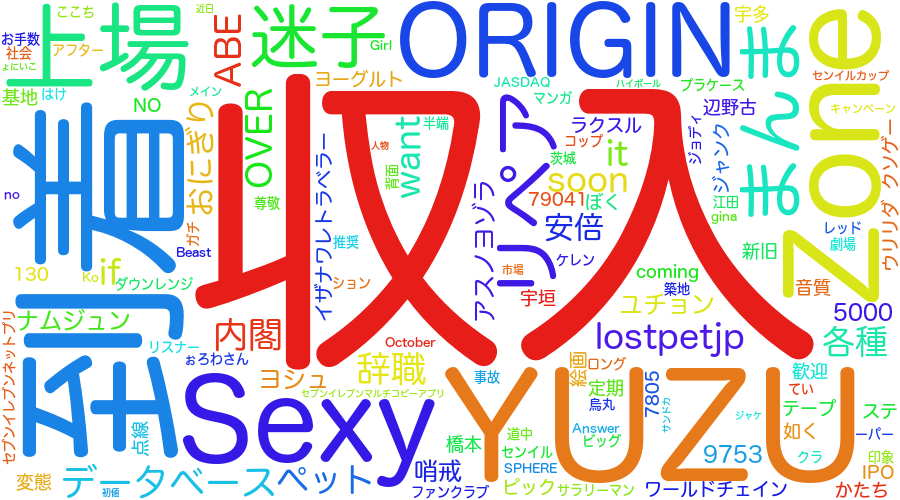 収入
到着
上場
迷子
ORIGIN
zone
YUZU
Sexy
リペア
まんま
ABE
OVER
want
it
soon
安倍
lostpetjp
内閣
辞職
データベース
ペット
ナムジュン
ヨシュ
おにぎり
アスノヨゾラ
イザナワレトラベラー
ユチョン
各種
哨戒
if
130
Ko
ダウンレンジ
リスナー
ぉろわさん
セブンイレブンネットプリ
セブンイレブンマルチコピーアプリ
点線
変態
初値
ここち
近日
お手数
社会
アフター
ょにいこ
はけ
基地
メイン
NO
no
ガチ
Beast
尊敬
推奨
ション
Girl
ヨーグルト
背面
半端
人物
October
市場
宇垣
ケレン
築地
coming
79041
ぼく
茨城
コップ
ラクスル
マンガ
JASDAQ
ハイボール
プラケース
辺野古
宇多
ジョディ
ジャンク
江田
gina
新旧
音質
レッド
劇場
センイルカップ
キャンペーン
クソゲー
ウリリダ
5000
絵画
ロング
定期
烏丸
事故
Answer
ビッグ
道中
センイル
SPHERE
橋本
ピック
サラリーマン
ファンクラブ
ワールドチェイン
7805
サンドカ
ジャケ
9753
クラ
歓迎
てい
テープ
如く
ステ
ーパー
印象
IPO
かたち